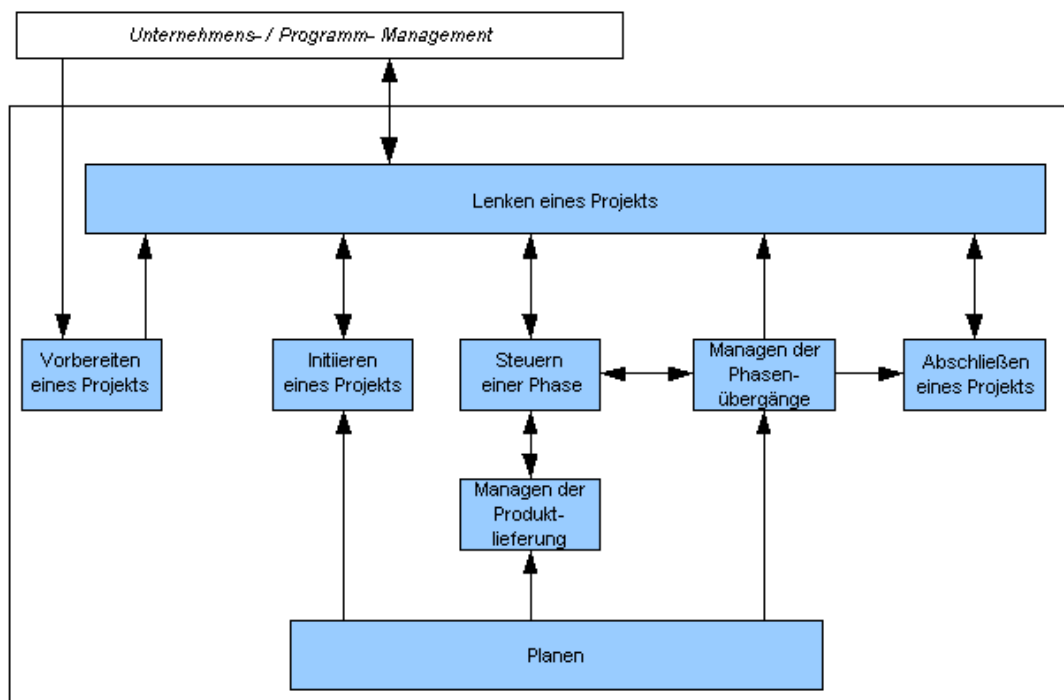 Unternehmens- / Programm- Management
Lenken eines Projekts
Vorbereiten
eines Projekts
Initiieren
eines Projekts
Steuern
einer Phase
Managen der
Phasen-
übergänge
Abschließen
eines Projekts
Managen der
Produkt-
lieferung
Planen